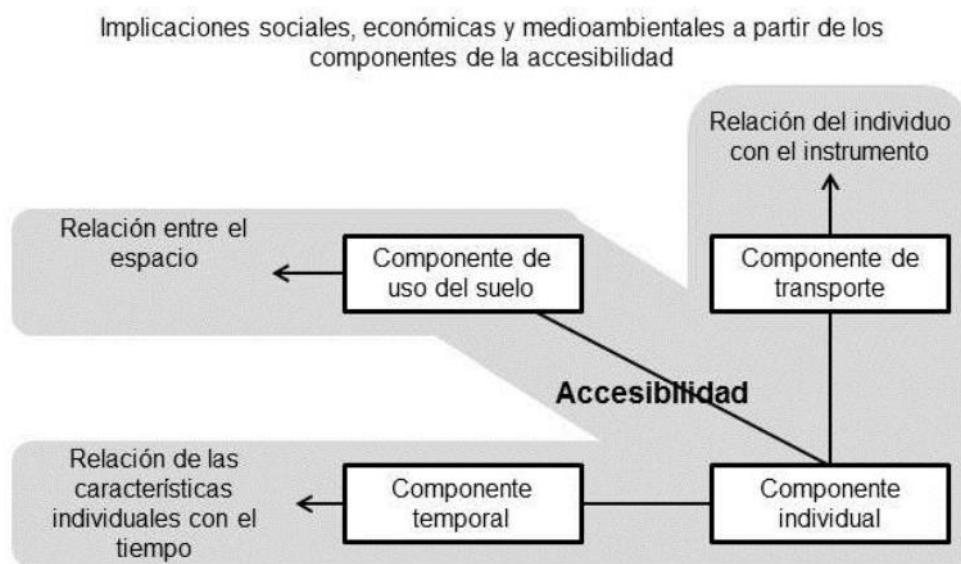 Implicaciones sociales, económicas y medioambientales a partir de los
componentes de la accesibilidad
Relación del individuo
con el instrumento
Relación entre el
espacio
Componente de
uso del suelo
Componente de
transporte
Accesibilidad
Relación de las
características
individuales con el
tiempo
Componente
temporal
Componente
individual